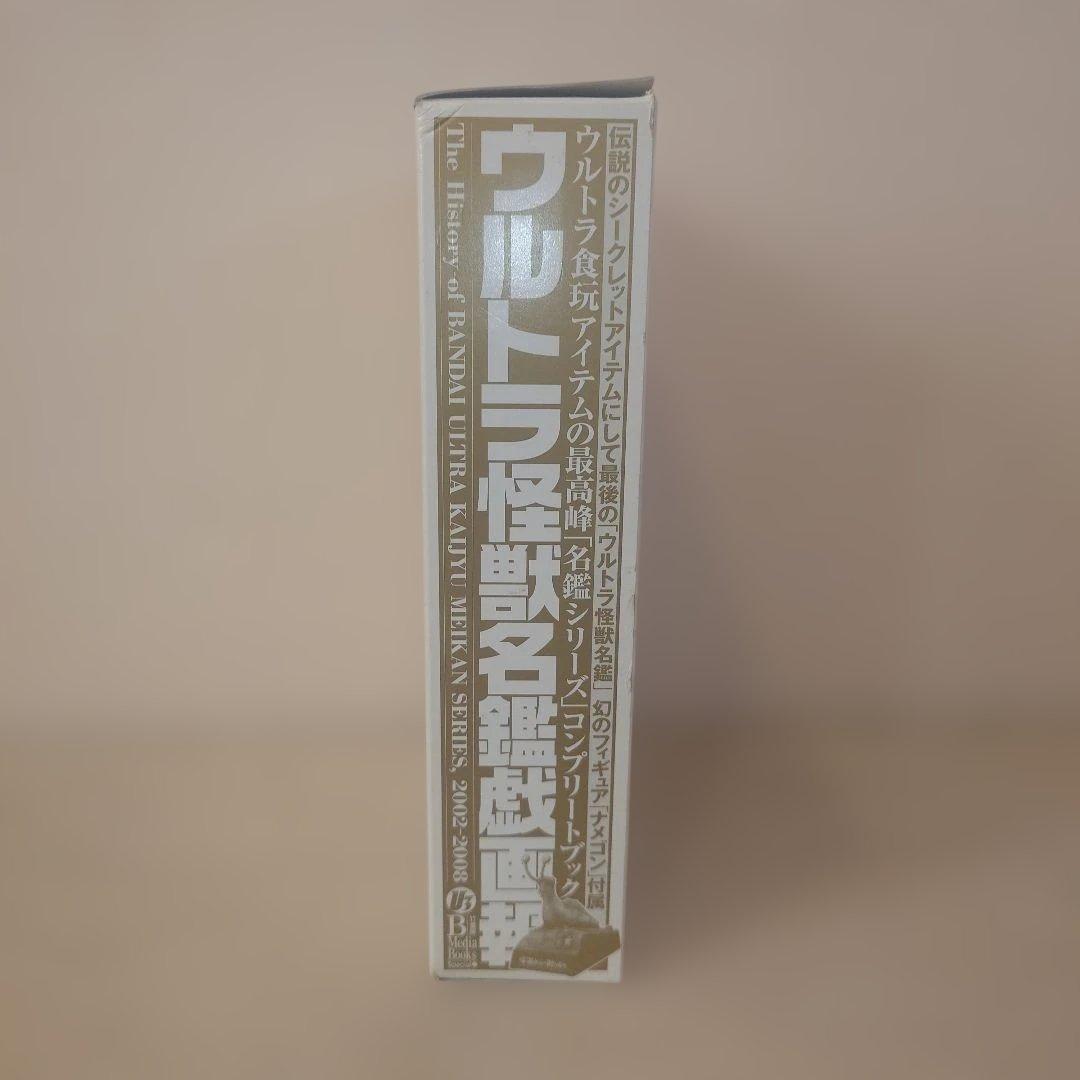 伝説のシークレットアイテムにして最後の「ウルトラ怪獣名鑑」 幻のフィギュア「ナメゴン」付属
ウルトラ食玩アイテムの最高峰「名鑑シリーズ」コンプリートブック
ウルトラ怪獣名鑑戯画報
The History of BANDAI ULTRA KAIJYU MEIKAN SERIES, 2002-2008
B
Media
Books
Special